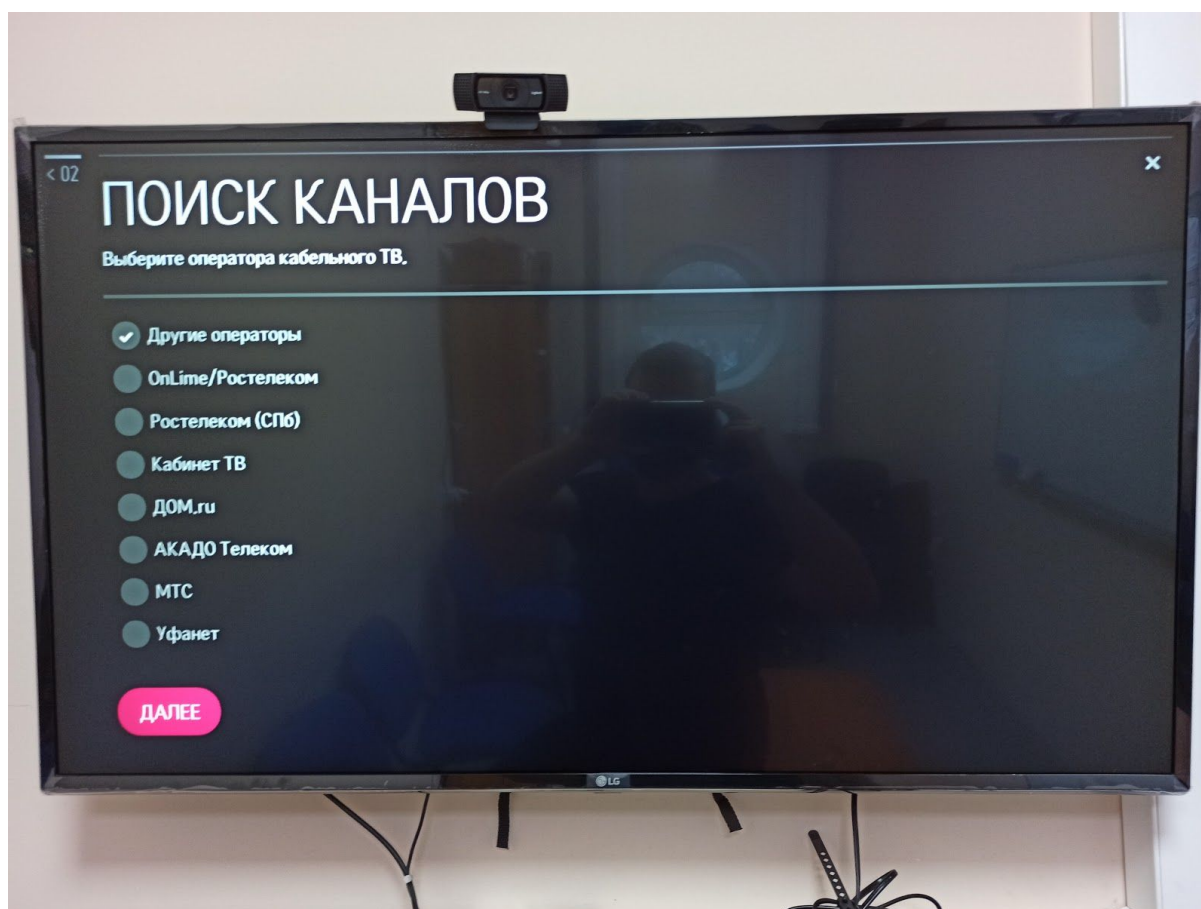 < 02
ПОИСК КАНАЛОВ
Выберите оператора кабельного ТВ.
Другие операторы
OnLime/Ростелеком
Ростелеком (СПб)
Кабинет ТВ
ДОМ.ru
АКАДО Телеком
МТС
Уфанет
ДАЛЕЕ
LG